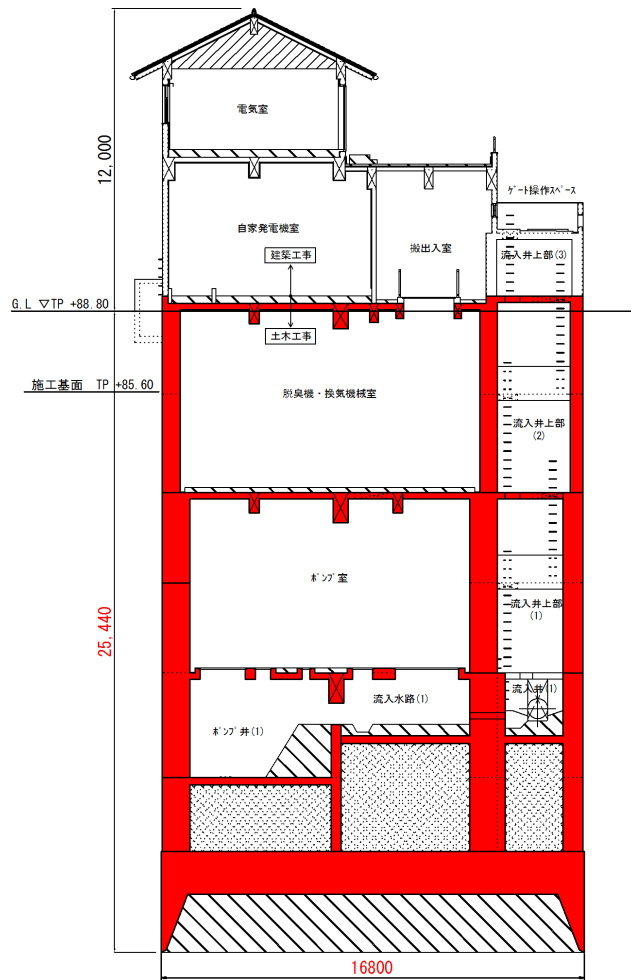 電気室
12,000
ｹﾞｰﾄ操作ｽﾍﾟｰｽ
自家発電機室
搬出入室
建築工事
流入井上部(3)
G.L ▽TP +88.80
土木工事
施工基面 TP +85.60
脱臭機・換気機械室
流入井上部
(2)
ﾎﾟﾝﾌﾟ室
流入井上部
(1)
25,440
流入水路(1)
流入井(1)
ﾎﾟﾝﾌﾟ井(1)
16800